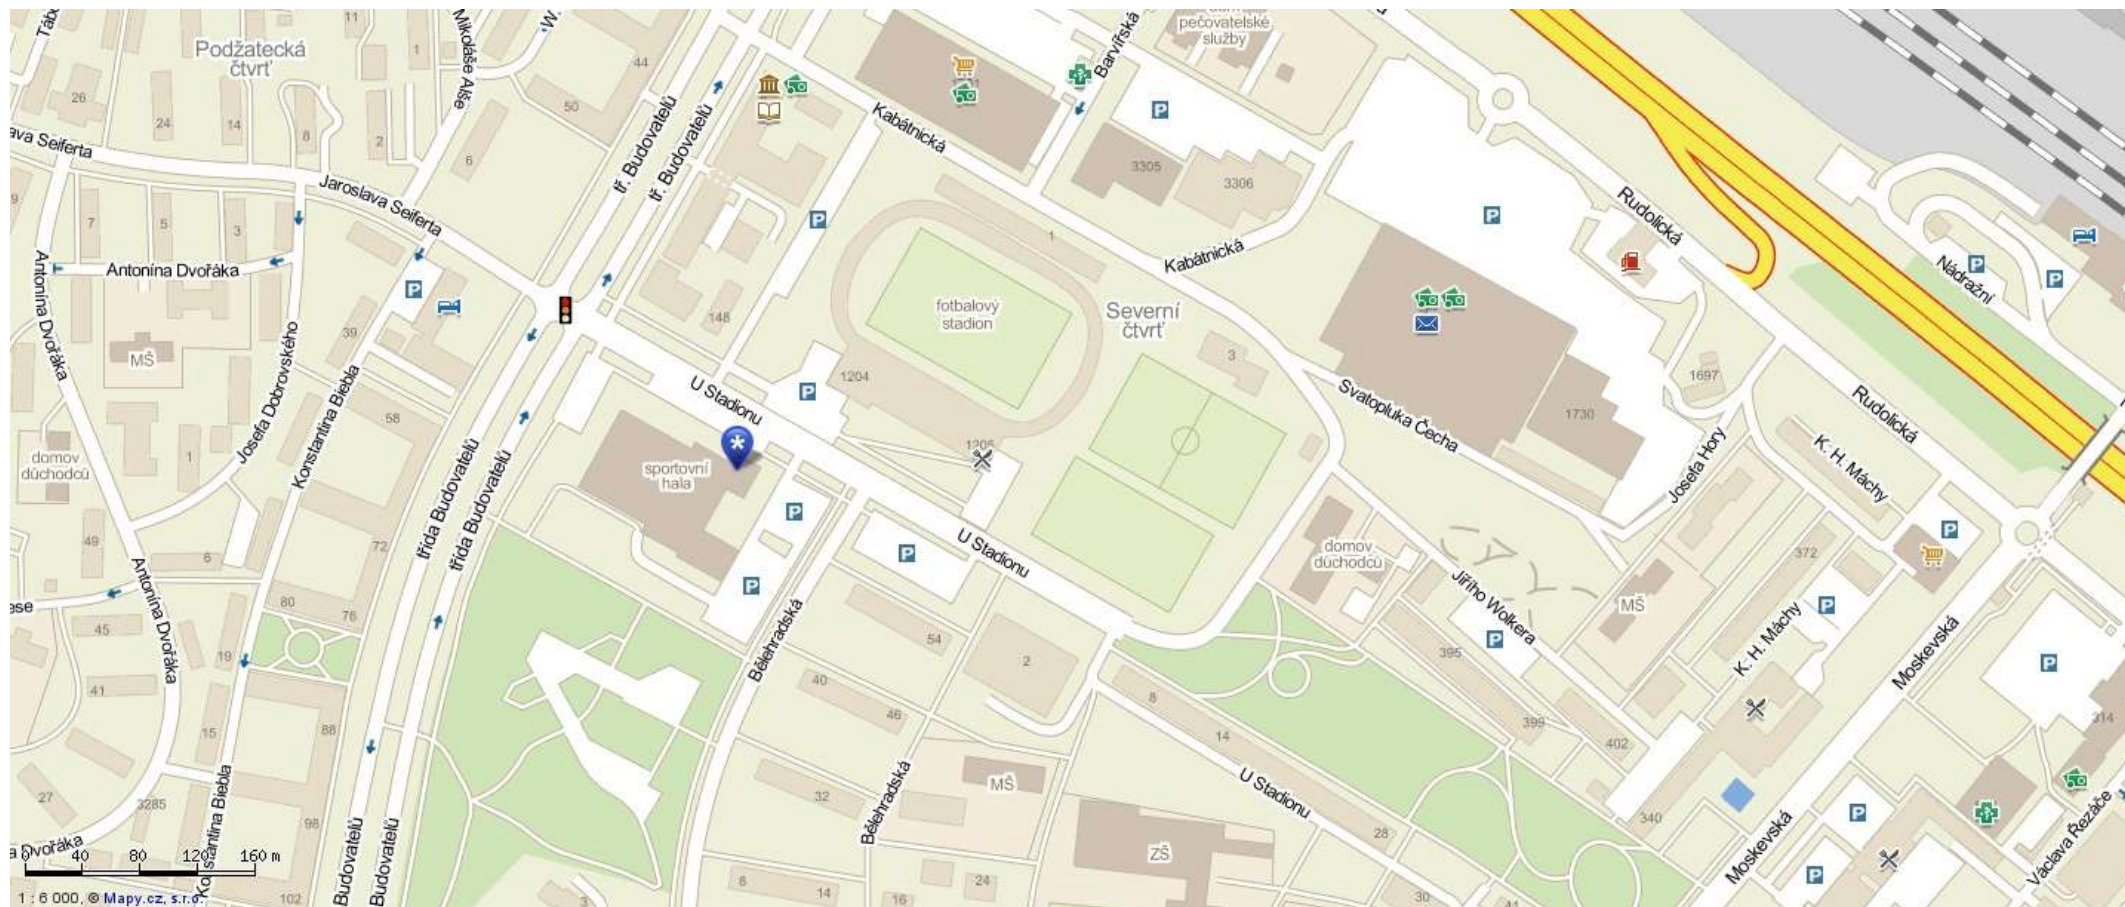 Podžatecká
čtvrť
11
1
44
50
26
24
14
8
2
6
Mikoláše Alše
tř. Budovatelů
tř. Budovatelů
Barvířská
pečovatelské
služby
Kabátnická
3305
3306
ava Seiferta
Jaroslava Seiferta
9
7
5
3
Antonína Dvořáka
Antonína Dvořáka
MŠ
39
148
1
Kabátnická
fotbalový
stadion
Severní
čtvrť
3
Rudolická
Nádražní
1204
1205
1697
1730
Svatopluka Čecha
Rudolická
K. H. Máchy
Josefa Hory
Josefa Dobrovského
Konstantina Biebla
58
1
domov
důchodců
třída Budovatelů
třída Budovatelů
U Stadionu
sportovní
hala
U Stadionu
49
6
72
ese
80
78
45
19
41
15
88
Antonína Dvořáka
domov
důchodců
Jiřího Wolkera
MŠ
372
K. H. Máchy
Moskevská
395
399
402
Bělehradská
54
2
40
46
8
14
314
27
3285
98
Konstantina Biebla
32
MŠ
Bělehradská
U Stadionu
28
340
Moskevská
Václava Řezáče
ZŠ
a Dvořáka
0 40 80 120 160 m
Budovatelů
Budovatelů
102
3
8
14
16
24
30
1 : 6 000, © Mapy.cz, s.r.o.